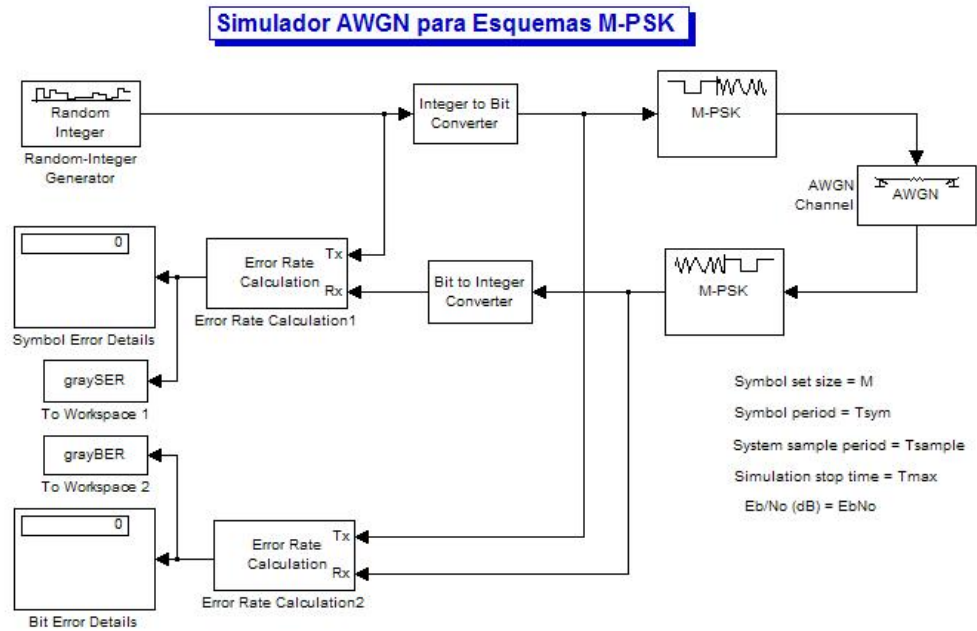 Simulador AWGN para Esquemas M-PSK
Random
Integer
Random-Integer
Generator
Integer to Bit
Converter
M-PSK
AWGN
Channel
AWGN
0
Symbol Error Details
Error Rate
Calculation
Tx
Rx
Error Rate Calculation1
Bit to Integer
Converter
M-PSK
graySER
To Workspace 1
grayBER
To Workspace 2
0
Bit Error Details
Error Rate
Calculation
Tx
Rx
Error Rate Calculation2
Symbol set size = M
Symbol period = Tsym
System sample period = Tsample
Simulation stop time = Tmax
Eb/No (dB) = EbNo